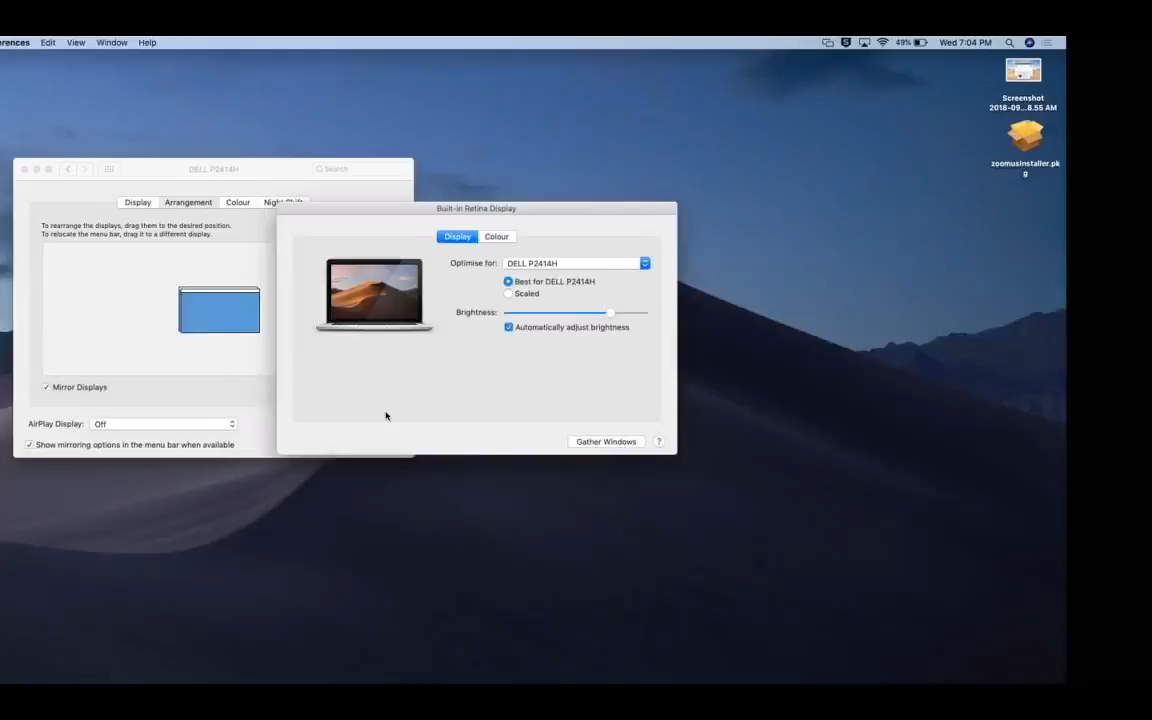 erences Edit View Window Help 49% Wed 7:04 PM
Screenshot
2018-09...8.55 AM
zoomusInstaller.pk
g
DELL P2414H
Search
Display Arrangement Colour Night Shift
To rearrange the displays, drag them to the desired position.
To relocate the menu bar, drag it to a different display.
Mirror Displays
AirPlay Display: Off
Show mirroring options in the menu bar when available
Built-in Retina Display
Display Colour
Optimise for: DELL P2414H
Best for DELL P2414H
Scaled
Brightness:
Automatically adjust brightness
Gather Windows ?